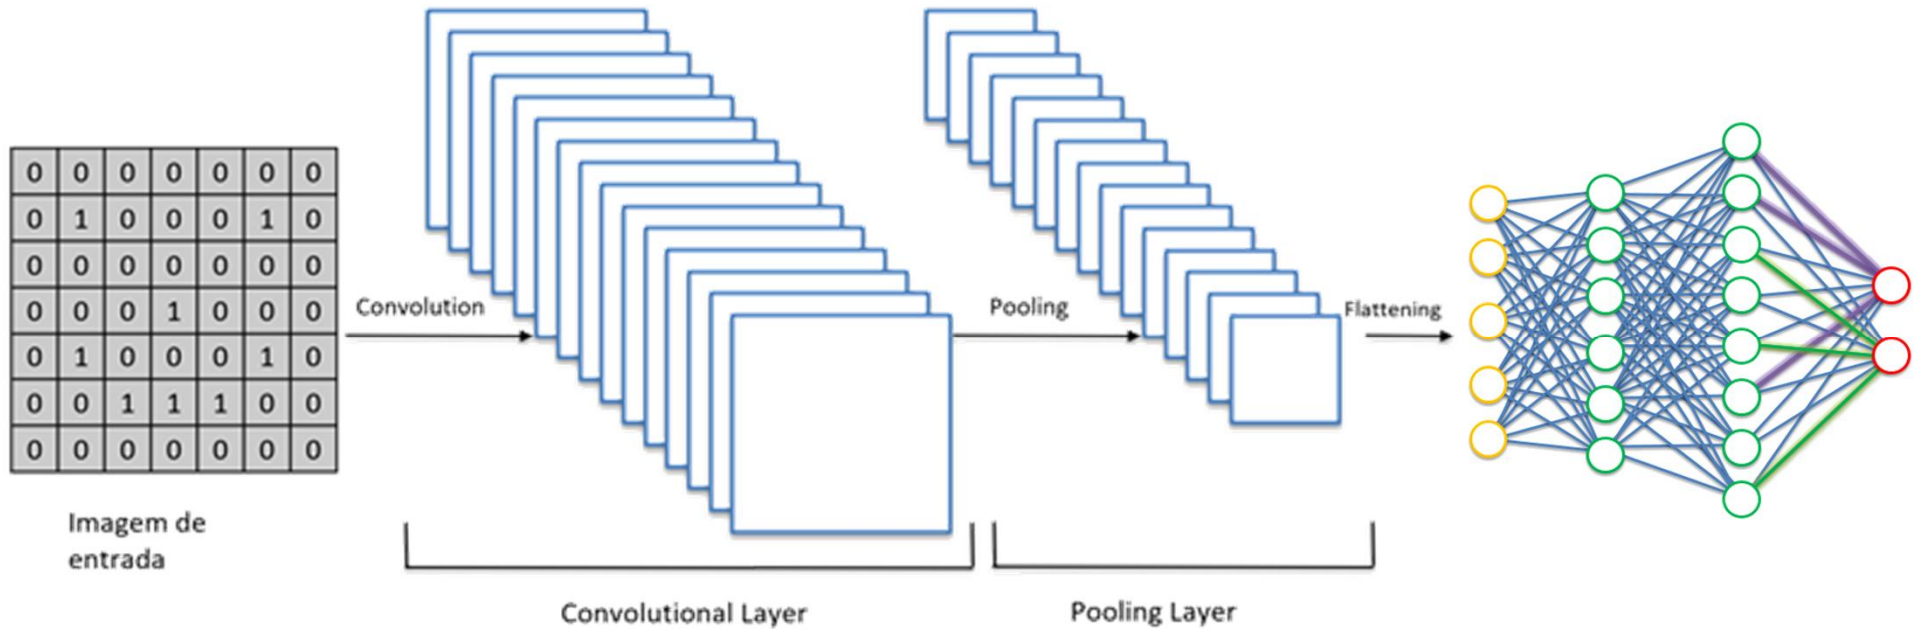 0 0 0 0 0 0 0
0 1 0 0 0 1 0
0 0 0 0 0 0 0
0 0 0 1 0 0 0
0 1 0 0 0 1 0
0 0 1 1 1 0 0
0 0 0 0 0 0 0
Imagem de
entrada
Convolution
Convolutional Layer
Pooling
Pooling Layer
Flattening